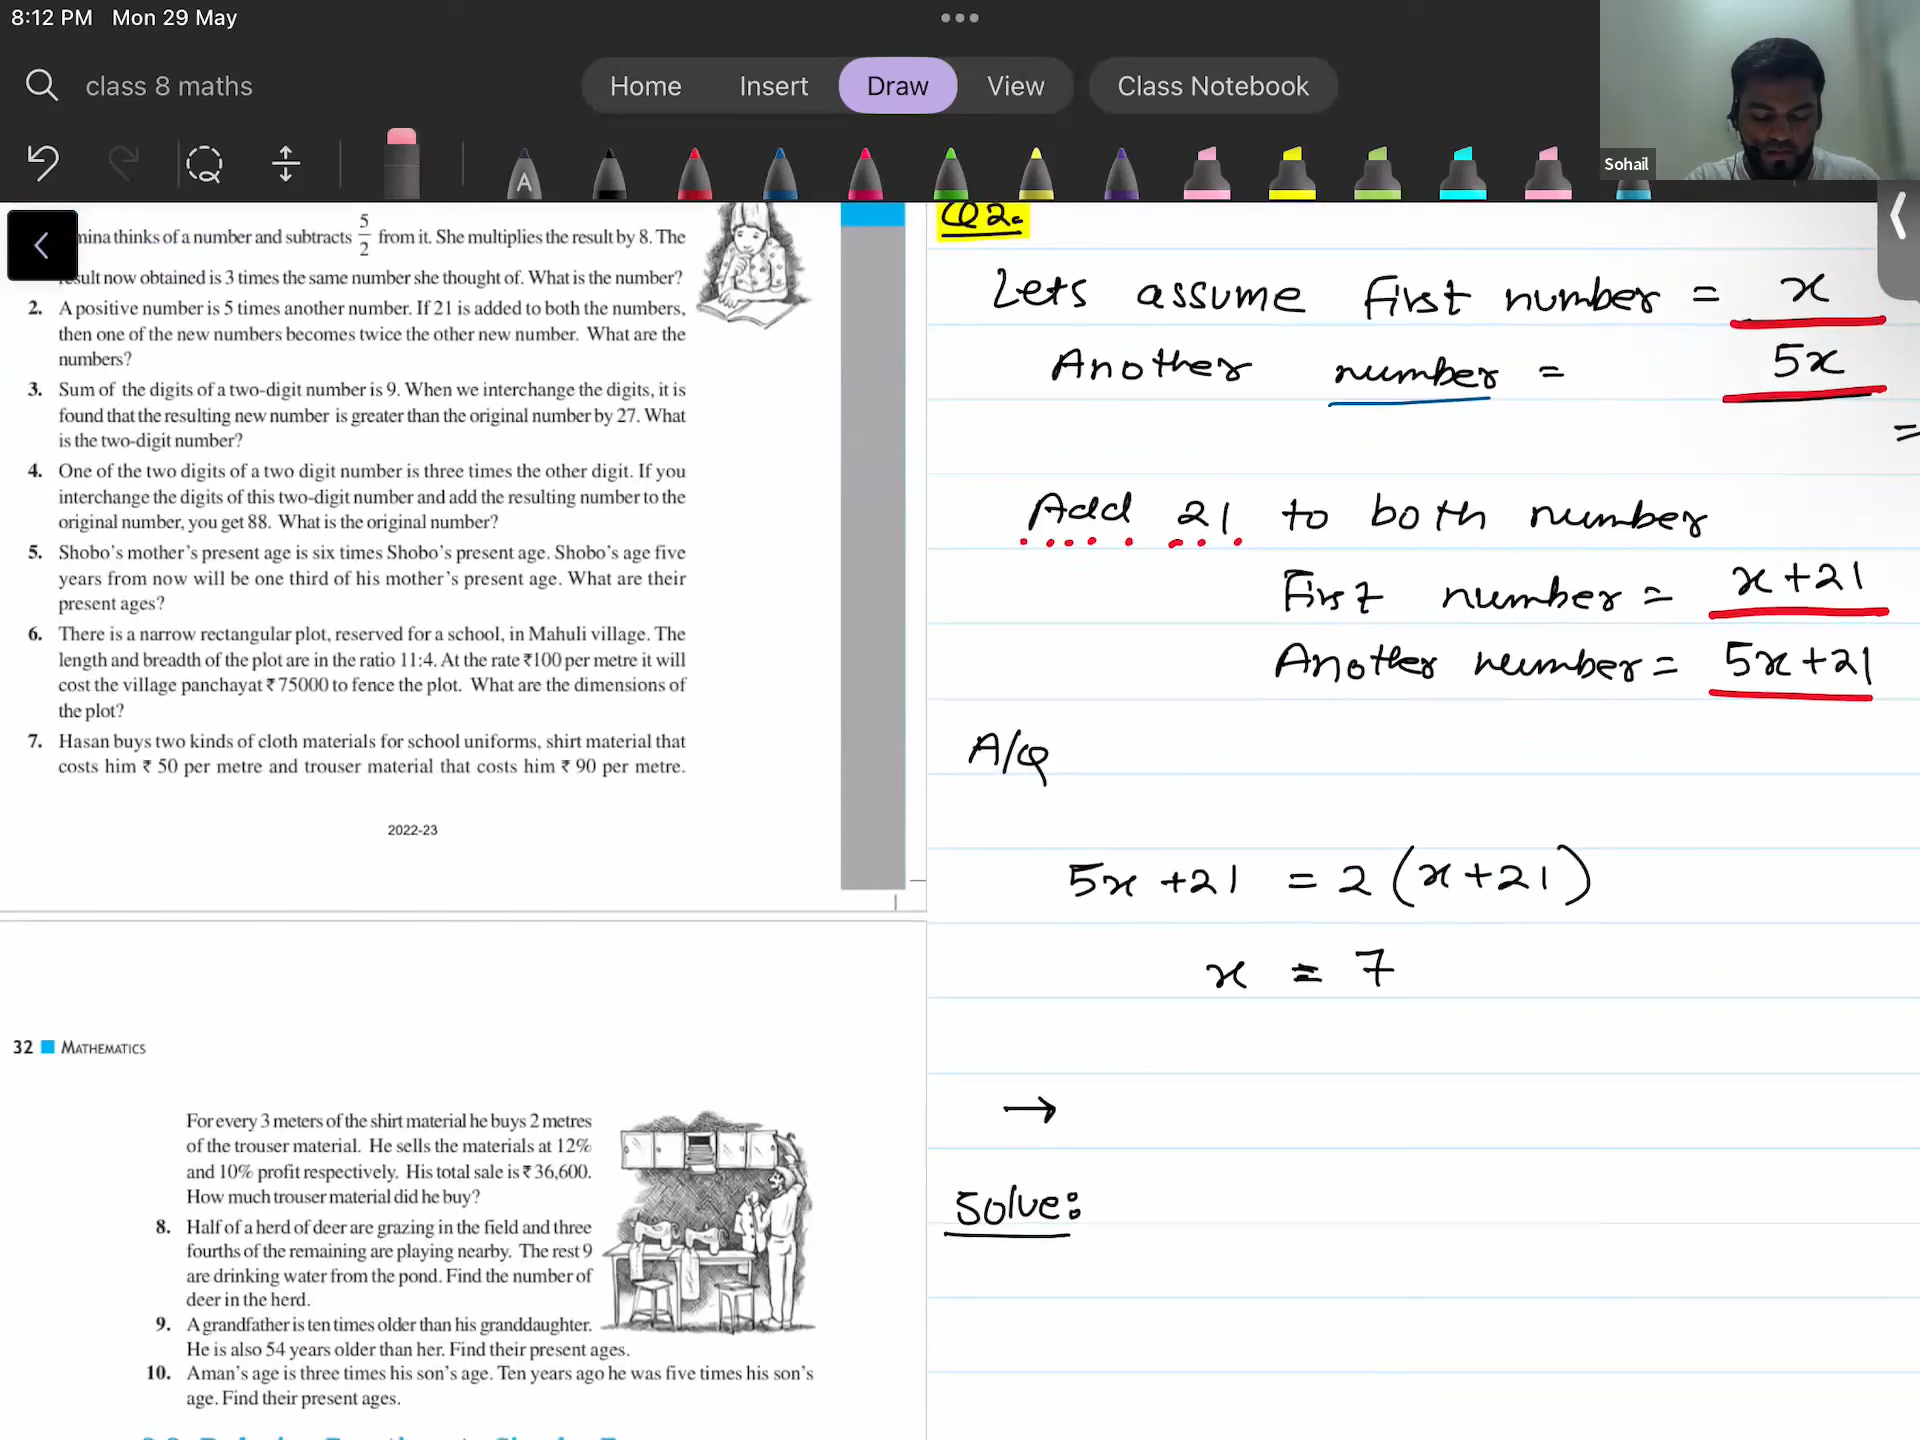 8:12 PM Mon 29 May
class 8 maths
Home Insert Draw View Class Notebook
Sohail
A
mina thinks of a number and subtracts 5/2 from it. She multiplies the result by 8. The
result now obtained is 3 times the same number she thought of. What is the number?
2. A positive number is 5 times another number. If 21 is added to both the numbers,
then one of the new numbers becomes twice the other new number. What are the
numbers?
3. Sum of the digits of a two-digit number is 9. When we interchange the digits, it is
found that the resulting new number is greater than the original number by 27. What
is the two-digit number?
4. One of the two digits of a two digit number is three times the other digit. If you
interchange the digits of this two-digit number and add the resulting number to the
original number, you get 88. What is the original number?
5. Shobo's mother's present age is six times Shobo's present age. Shobo's age five
years from now will be one third of his mother's present age. What are their
present ages?
6. There is a narrow rectangular plot, reserved for a school, in Mahuli village. The
length and breadth of the plot are in the ratio 11:4. At the rate ₹100 per metre it will
cost the village panchayat ₹75000 to fence the plot. What are the dimensions of
the plot?
7. Hasan buys two kinds of cloth materials for school uniforms, shirt material that
costs him ₹ 50 per metre and trouser material that costs him ₹ 90 per metre.
2022-23
32 MATHEMATICS
For every 3 meters of the shirt material he buys 2 metres
of the trouser material. He sells the materials at 12%
and 10% profit respectively. His total sale is ₹36,600.
How much trouser material did he buy?
8. Half of a herd of deer are grazing in the field and three
fourths of the remaining are playing nearby. The rest 9
are drinking water from the pond. Find the number of
deer in the herd.
9. A grandfather is ten times older than his granddaughter.
He is also 54 years older than her. Find their present ages.
10. Aman's age is three times his son's age. Ten years ago he was five times his son's
age. Find their present ages.
Q2.
Lets assume first number = x
Another number = 5x
=
Add 21 to both number
First number = x+21
Another number = 5x+21
A/Q
5x +21 = 2 (x+21)
x = 7
→
Solve: